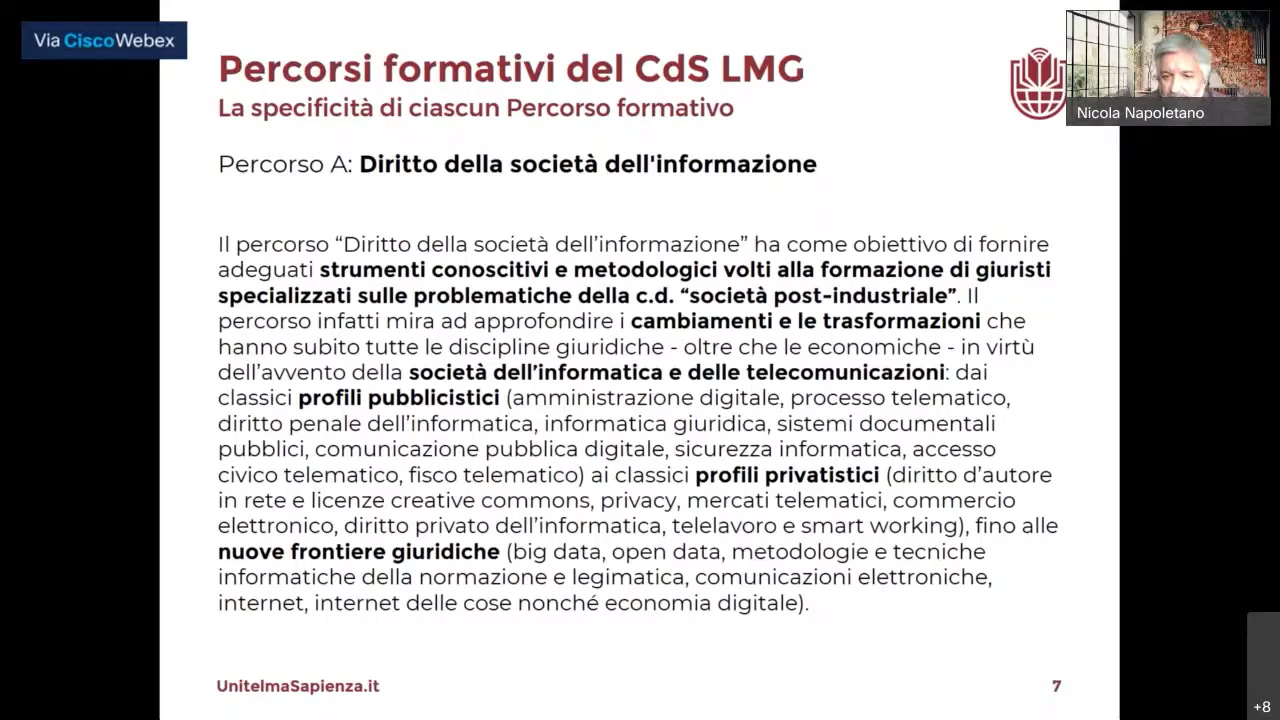 Via CiscoWebex
Percorsi formativi del CdS LMG
La specificità di ciascun Percorso formativo
Nicola Napoletano
Percorso A: Diritto della società dell'informazione
Il percorso “Diritto della società dell’informazione” ha come obiettivo di fornire
adeguati strumenti conoscitivi e metodologici volti alla formazione di giuristi
specializzati sulle problematiche della c.d. “società post-industriale”. Il
percorso infatti mira ad approfondire i cambiamenti e le trasformazioni che
hanno subito tutte le discipline giuridiche - oltre che le economiche - in virtù
dell’avvento della società dell’informatica e delle telecomunicazioni: dai
classici profili pubblicistici (amministrazione digitale, processo telematico,
diritto penale dell’informatica, informatica giuridica, sistemi documentali
pubblici, comunicazione pubblica digitale, sicurezza informatica, accesso
civico telematico, fisco telematico) ai classici profili privatistici (diritto d’autore
in rete e licenze creative commons, privacy, mercati telematici, commercio
elettronico, diritto privato dell’informatica, telelavoro e smart working), fino alle
nuove frontiere giuridiche (big data, open data, metodologie e tecniche
informatiche della normazione e legimatica, comunicazioni elettroniche,
internet, internet delle cose nonché economia digitale).
UnitelmaSapienza.it
7
+8